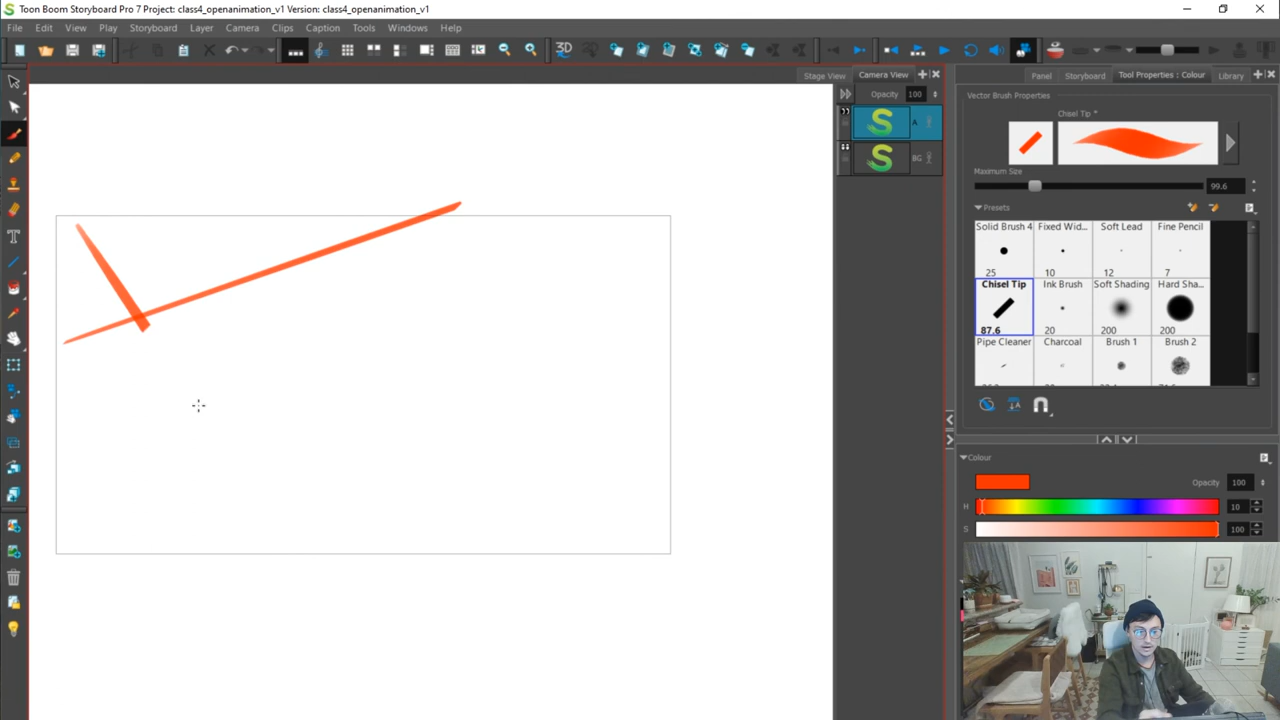 Toon Boom Storyboard Pro 7 Project: class4_openanimation_v1 Version: class4_openanimation_v1
File Edit View Play Storyboard Layer Camera Clips Caption Tools Windows Help
3D
Stage View Camera View
Opacity 100
A
BG
T
Panel Storyboard Tool Properties : Colour Library
Vector Brush Properties
Chisel Tip *
Maximum Size
99.6
Presets
Solid Brush 4 Fixed Wid... Soft Lead Fine Pencil
25 10 12 7
Chisel Tip Ink Brush Soft Shading Hard Sha...
87.6 20 200 200
Pipe Cleaner Charcoal Brush 1 Brush 2
Colour
Opacity 100
H 10
S 100